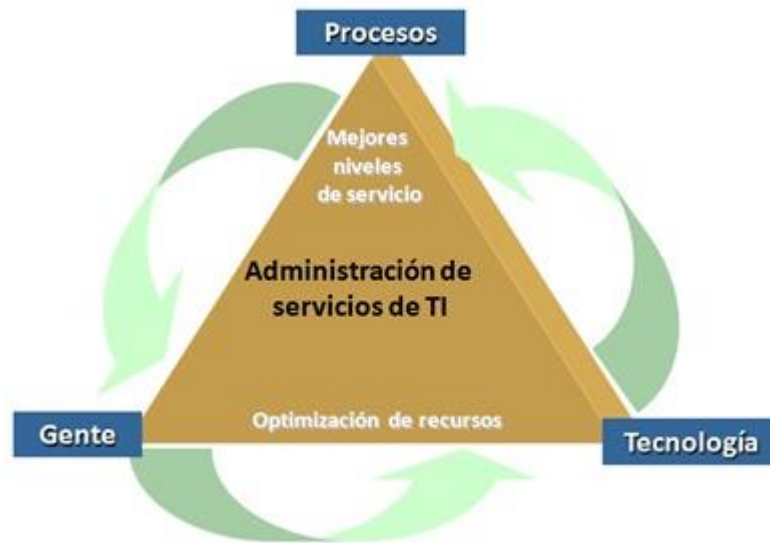 Procesos
Mejores
niveles
de servicio
Administración de
servicios de TI
Optimización de recursos
Gente
Tecnología